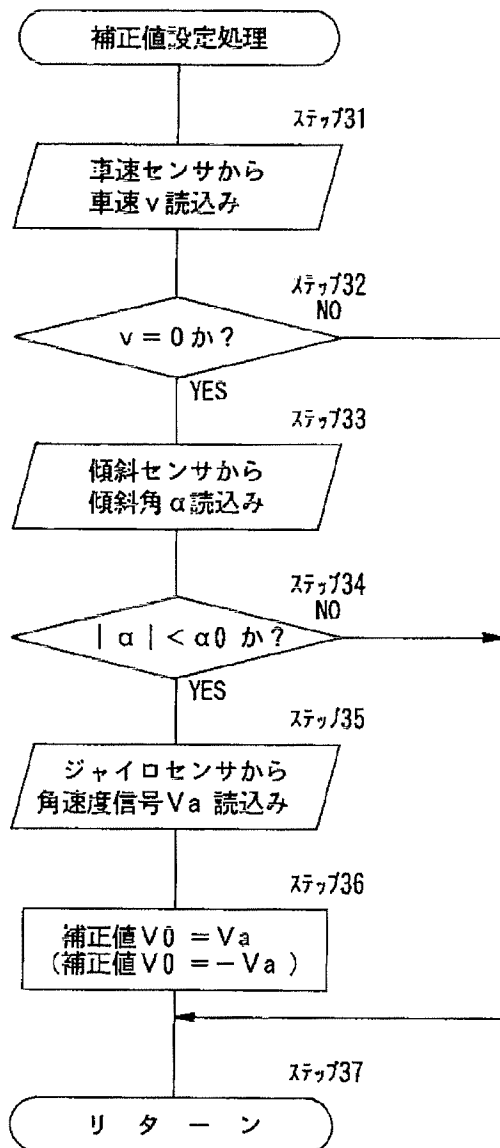 補正値設定処理
ステップ31
車速センサから
車速v読込み
ステップ32
NO
v=0か?
YES
ステップ33
傾斜センサから
傾斜角α読込み
ステップ34
NO
|α|<α0か?
YES
ステップ35
ジャイロセンサから
角速度信号Va読込み
ステップ36
補正値V0=Va
(補正値V0=-Va)
ステップ37
リターン